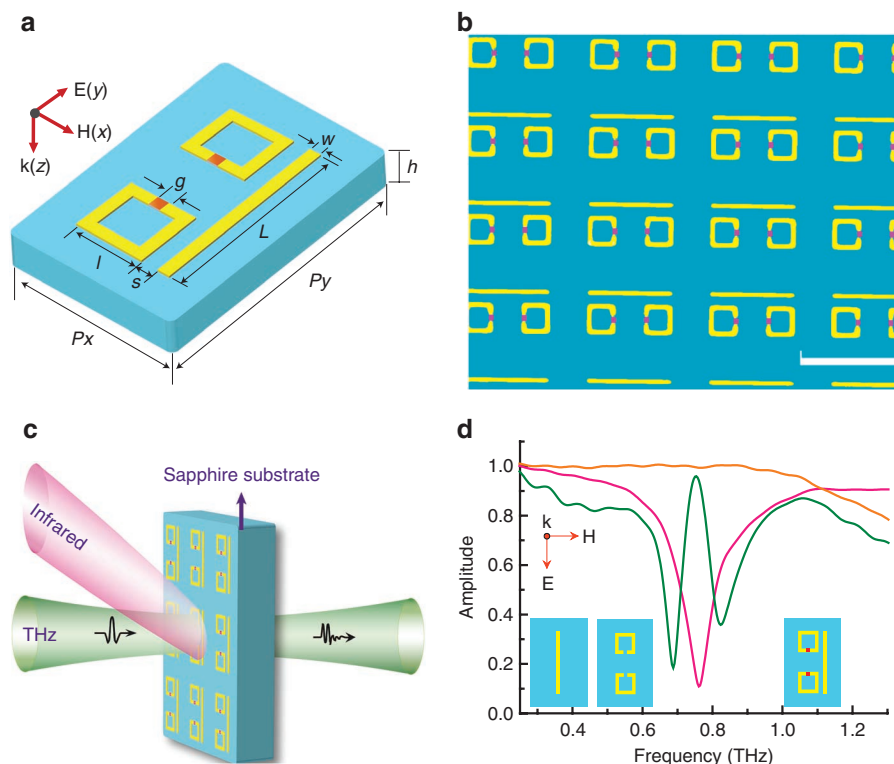 a
E(y)
H(x)
k(z)
g
w
h
L
l
s
Px
Py
b
c
Sapphire substrate
Infrared
THz
d
Amplitude
1.0
0.8
0.6
0.4
0.2
0.0
k
H
E
0.4 0.6 0.8 1.0 1.2
Frequency (THz)